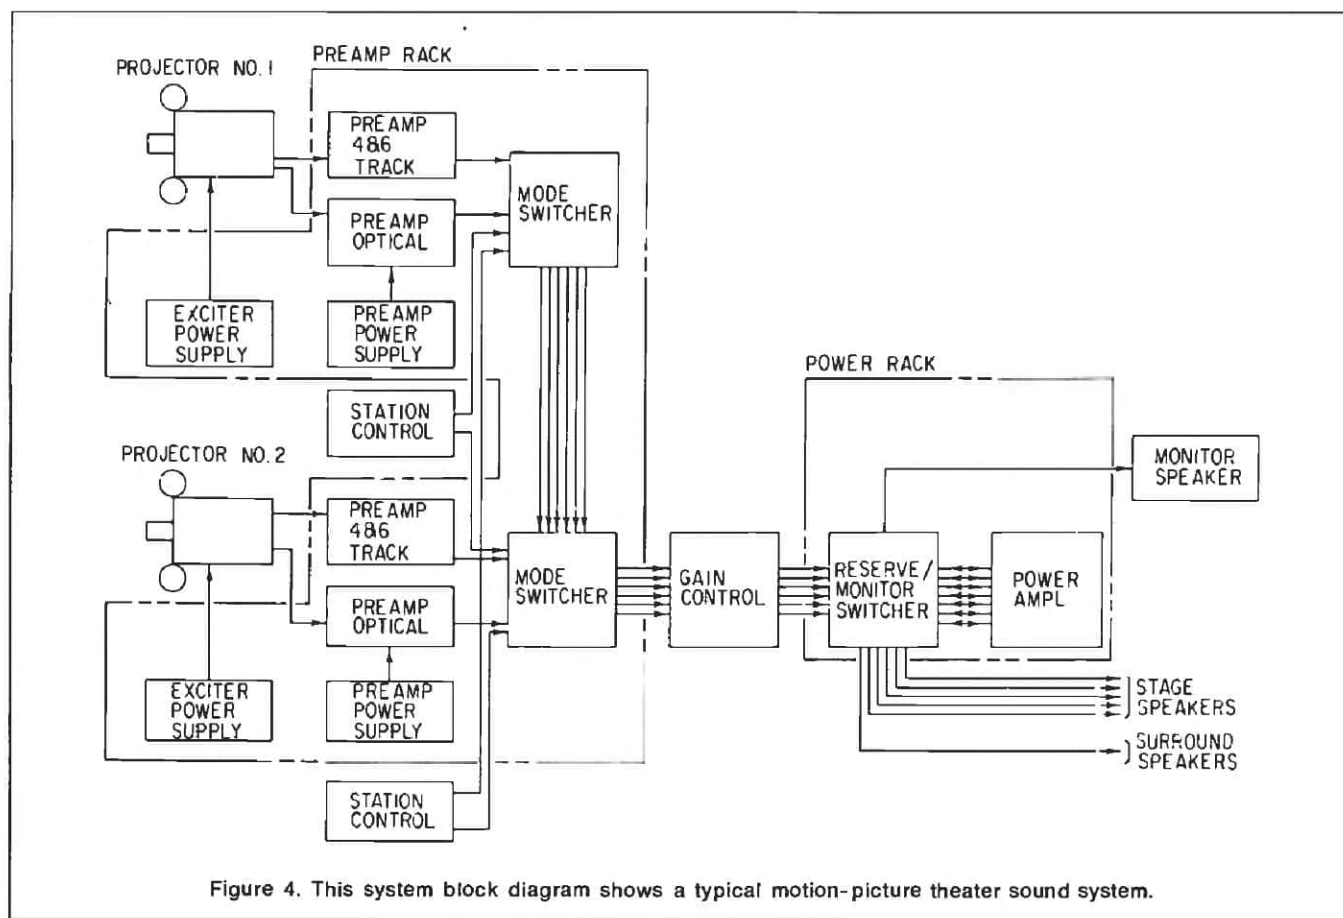 PREAMP RACK
PROJECTOR NO. 1
PREAMP
4&6
TRACK
MODE
SWITCHER
PREAMP
OPTICAL
EXCITER
POWER
SUPPLY
PREAMP
POWER
SUPPLY
STATION
CONTROL
POWER RACK
PROJECTOR NO. 2
MONITOR
SPEAKER
PREAMP
4&6
TRACK
MODE
SWITCHER
GAIN
CONTROL
RESERVE/
MONITOR
SWITCHER
POWER
AMPL
PREAMP
OPTICAL
EXCITER
POWER
SUPPLY
PREAMP
POWER
SUPPLY
STAGE
SPEAKERS
SURROUND
SPEAKERS
STATION
CONTROL
Figure 4. This system block diagram shows a typical motion-picture theater sound system.